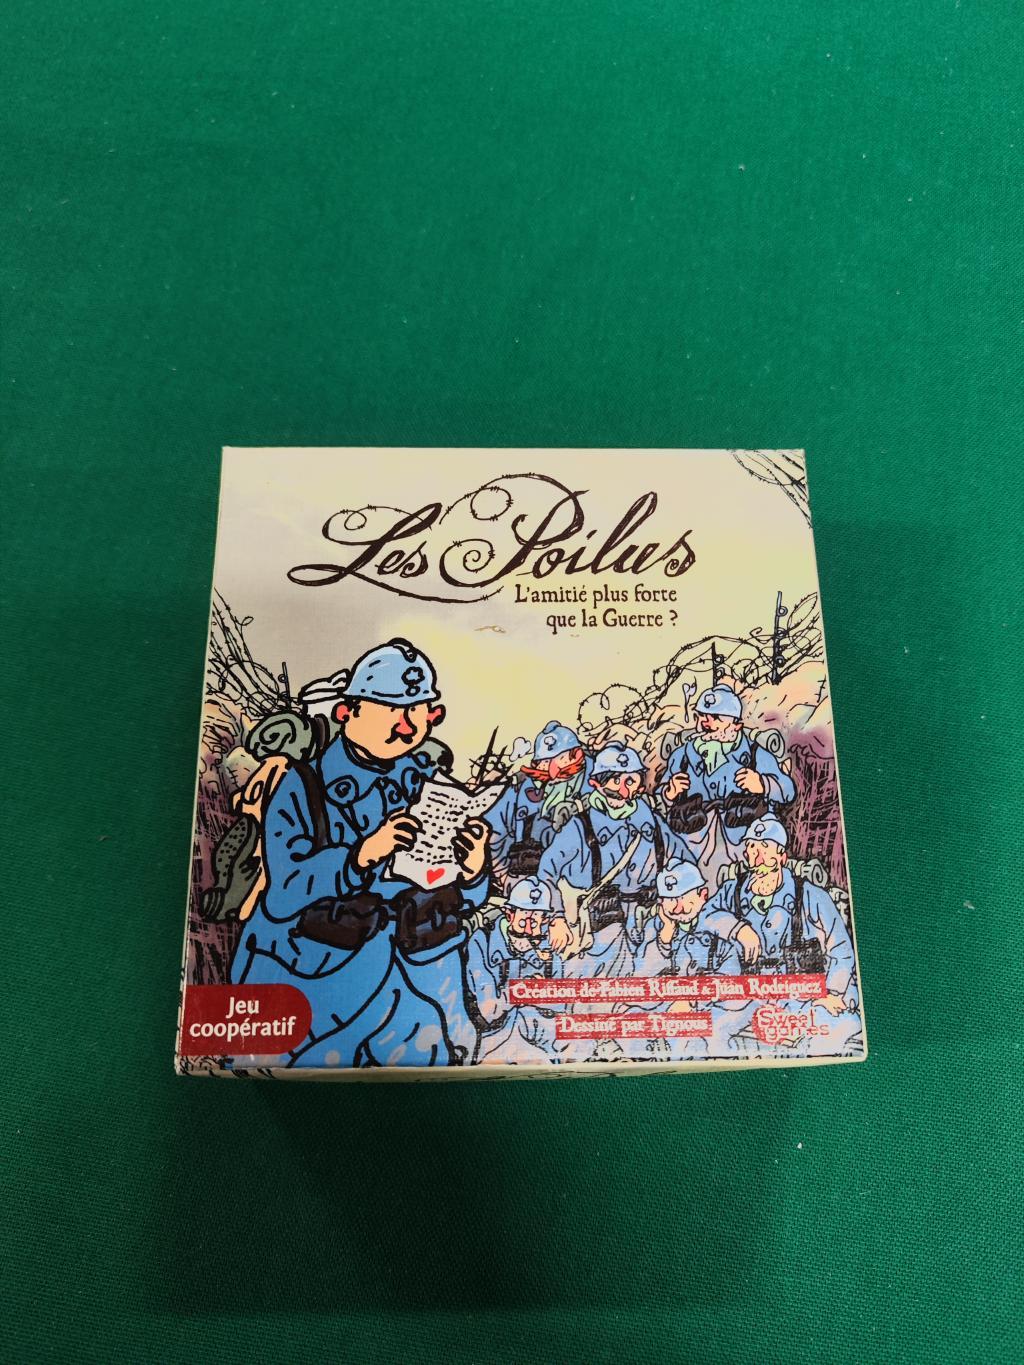 Les Poilus
L'amitié plus forte
que la Guerre ?
Création de Fabien Riffaud & Juan Rodriguez
Jeu
coopératif
Dessiné par Tignous
Sweet
games